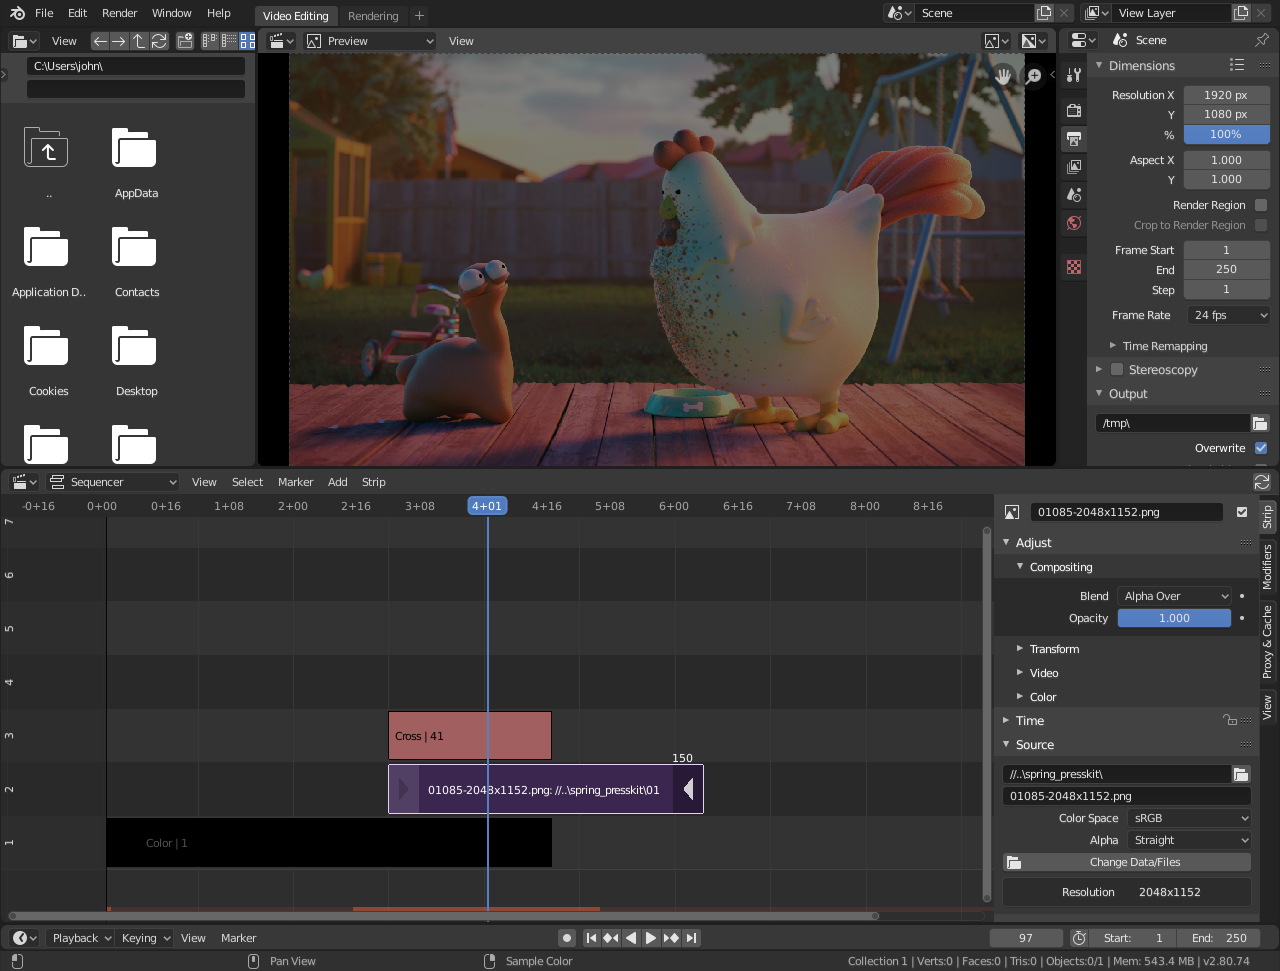 File Edit Render Window Help Video Editing Rendering + Scene View Layer
View Preview View Scene
C:\Users\john\
..
AppData
Application D..
Contacts
Cookies
Desktop
Dimensions
Resolution X 1920 px
Y 1080 px
% 100%
Aspect X 1.000
Y 1.000
Render Region
Crop to Render Region
Frame Start 1
End 250
Step 1
Frame Rate 24 fps
Time Remapping
Stereoscopy
Output
/tmp\
Overwrite
Sequencer View Select Marker Add Strip
-0+16 0+00 0+16 1+08 2+00 2+16 3+08 4+01 4+16 5+08 6+00 6+16 7+08 8+00 8+16
7
6
5
4
3
2
1
Cross | 41
150
01085-2048x1152.png: //..\spring_presskit\01
Color | 1
01085-2048x1152.png
Adjust
Compositing
Blend Alpha Over
Opacity 1.000
Transform
Video
Color
Time
Source
//..\spring_presskit\
01085-2048x1152.png
Color Space sRGB
Alpha Straight
Change Data/Files
Resolution 2048x1152
Strip
Modifiers
Proxy & Cache
View
Playback Keying View Marker 97 Start: 1 End: 250
Pan View Sample Color Collection 1 | Verts:0 | Faces:0 | Tris:0 | Objects:0/1 | Mem: 543.4 MB | v2.80.74